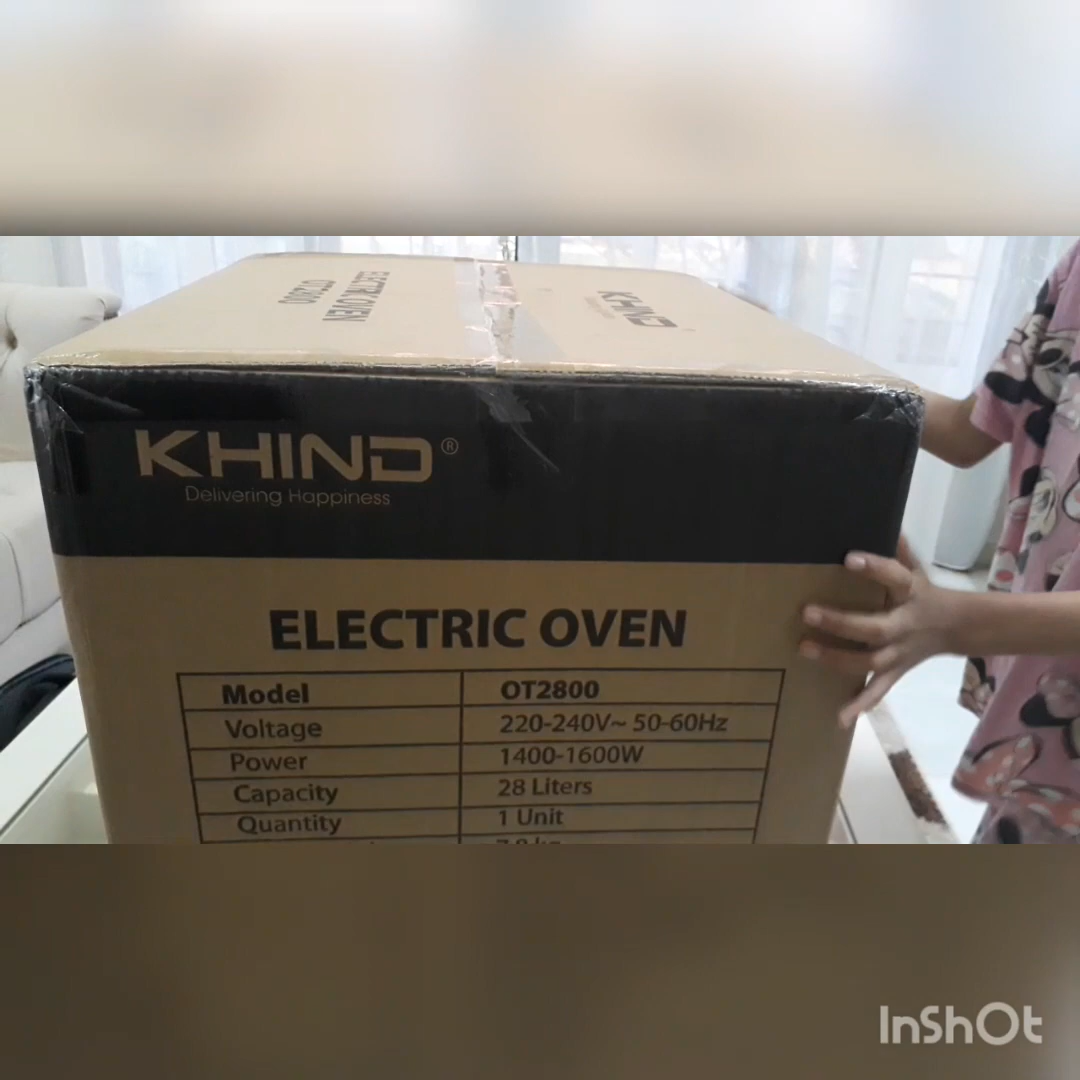 OT2800
ELECTRIC OVEN
KHIND
KHIND®
Delivering Happiness
ELECTRIC OVEN
Model OT2800
Voltage 220-240V~ 50-60Hz
Power 1400-1600W
Capacity 28 Liters
Quantity 1 Unit
InShOt